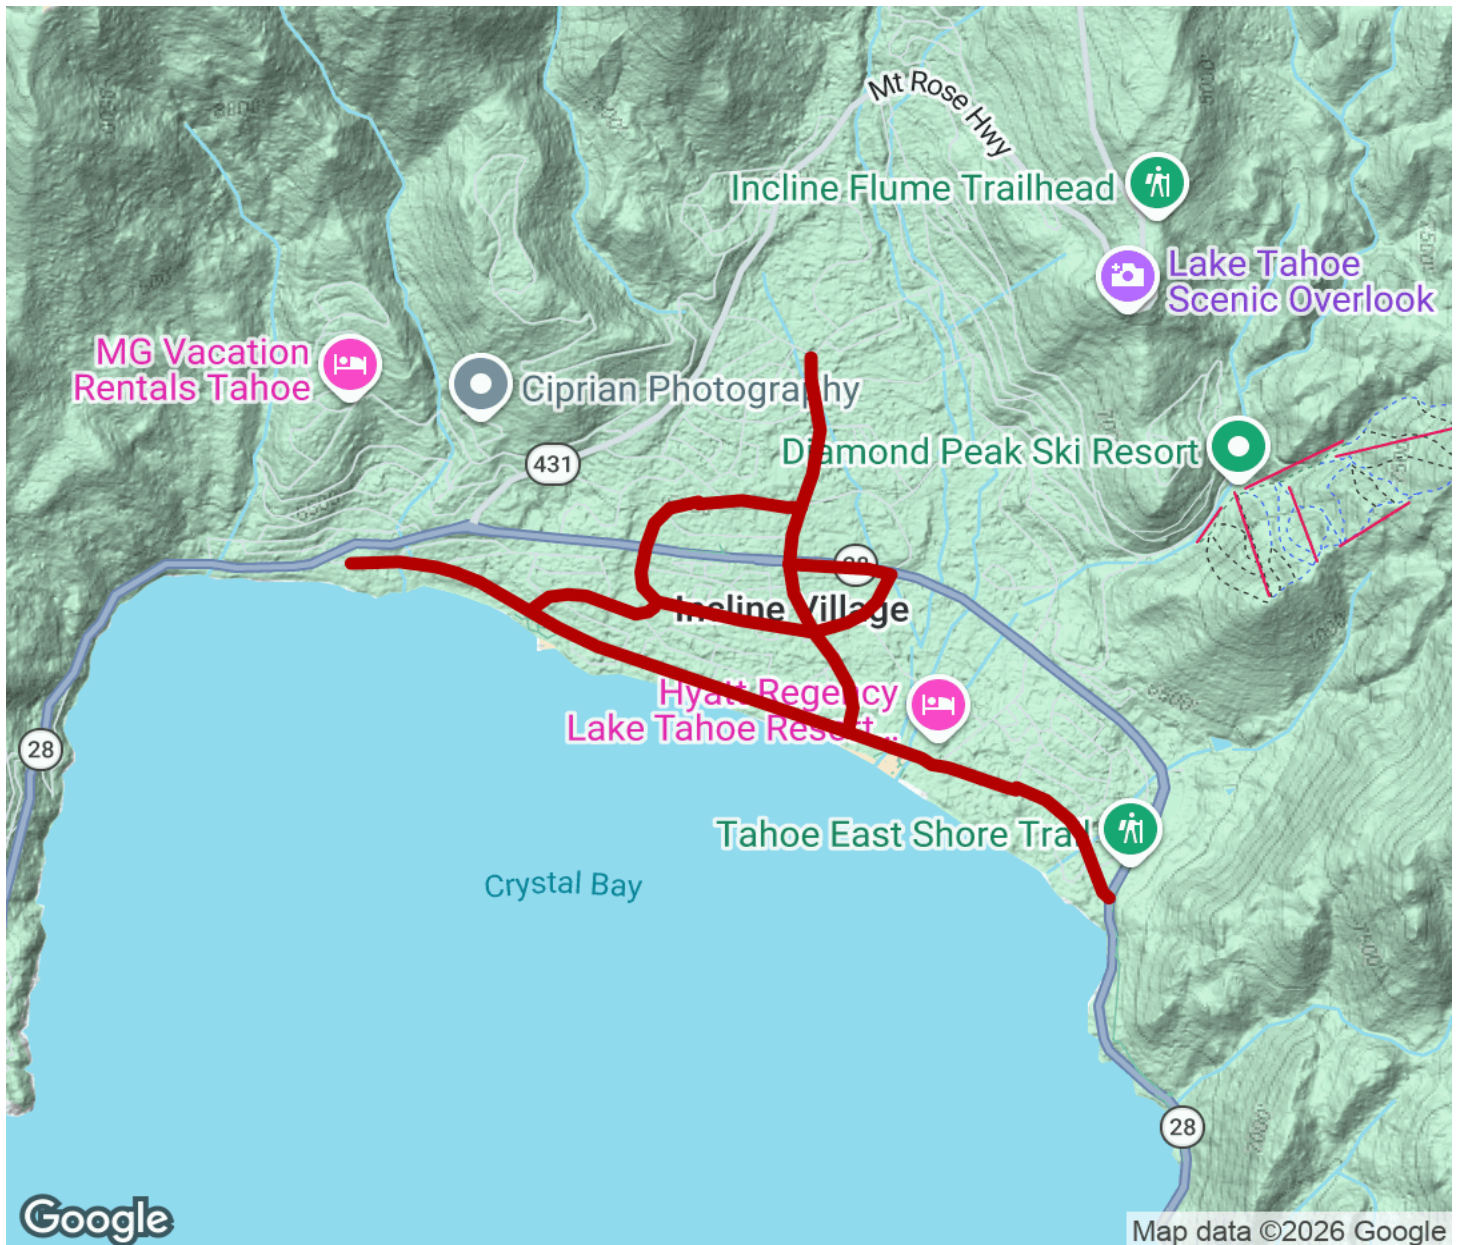 Mt Rose Hwy
Incline Flume Trailhead
Lake Tahoe
Scenic Overlook
MG Vacation
Rentals Tahoe
Ciprian Photography
431
Diamond Peak Ski Resort
28
Incline Village
Hyatt Regency
Lake Tahoe Resort...
28
Tahoe East Shore Trail
Crystal Bay
28
Google
Map data ©2026 Google